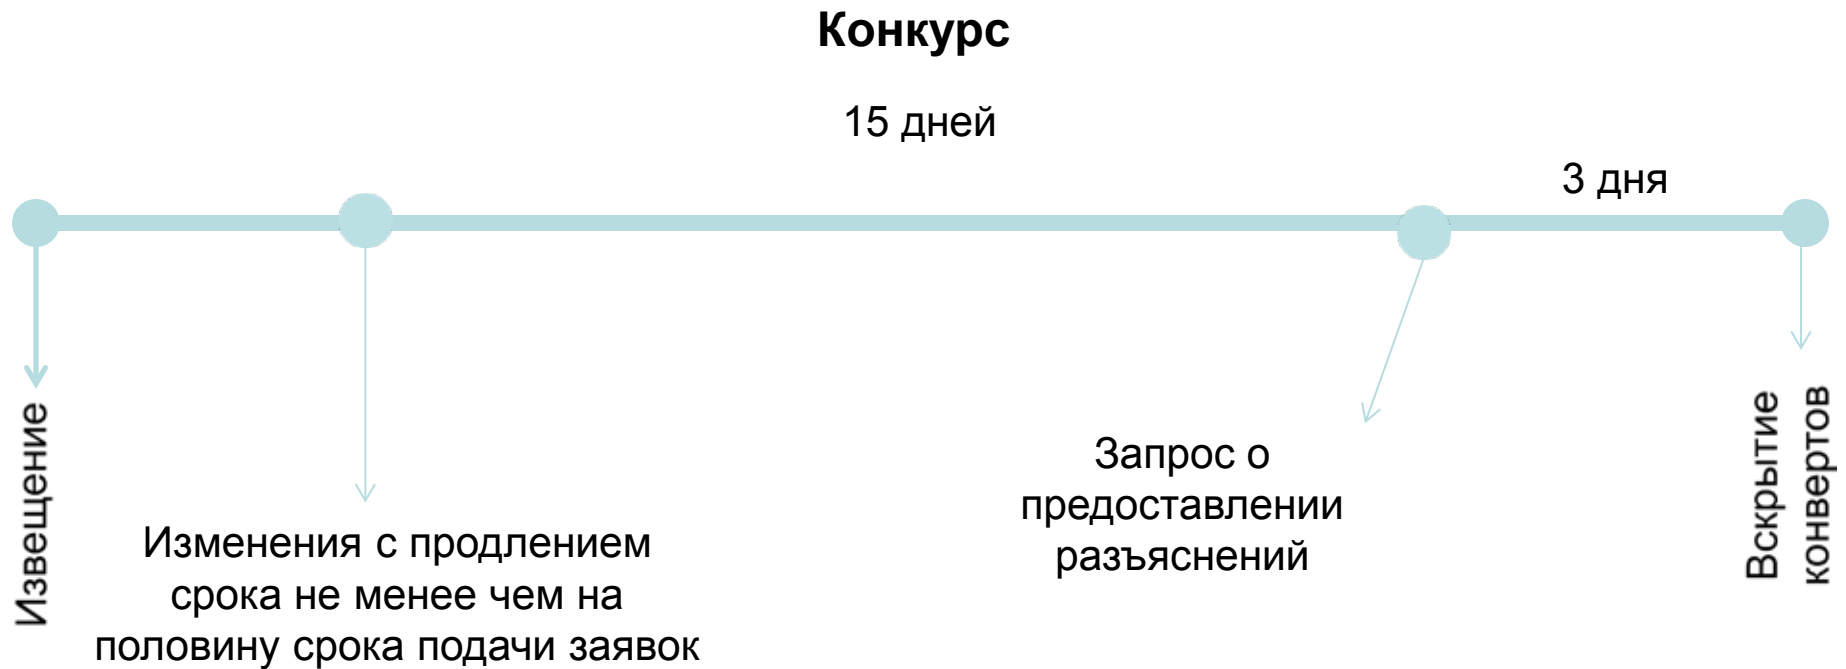 Конкурс
15 дней
3 дня
Извещение
Изменения с продлением
срока не менее чем на
половину срока подачи заявок
Запрос о
предоставлении
разъяснений
Вскрытие
конвертов